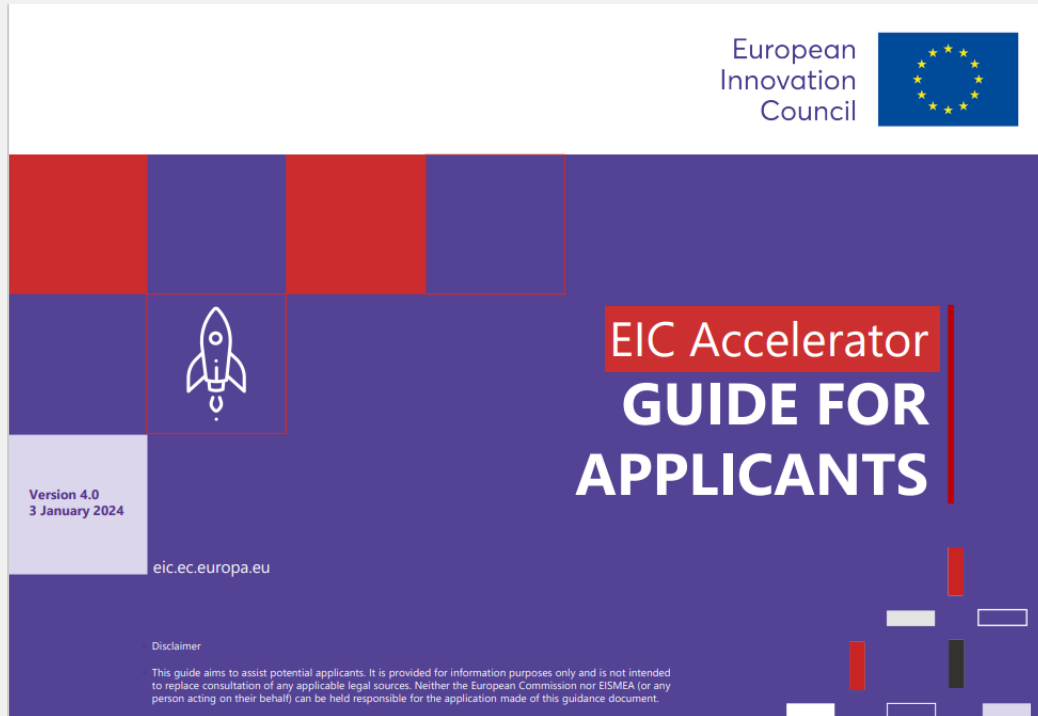 European
Innovation
Council
EIC Accelerator
GUIDE FOR
APPLICANTS
Version 4.0
3 January 2024
eic.ec.europa.eu
Disclaimer
This guide aims to assist potential applicants. It is provided for information purposes only and is not intended
to replace consultation of any applicable legal sources. Neither the European Commission nor EISMEA (or any
person acting on their behalf) can be held responsible for the application made of this guidance document.